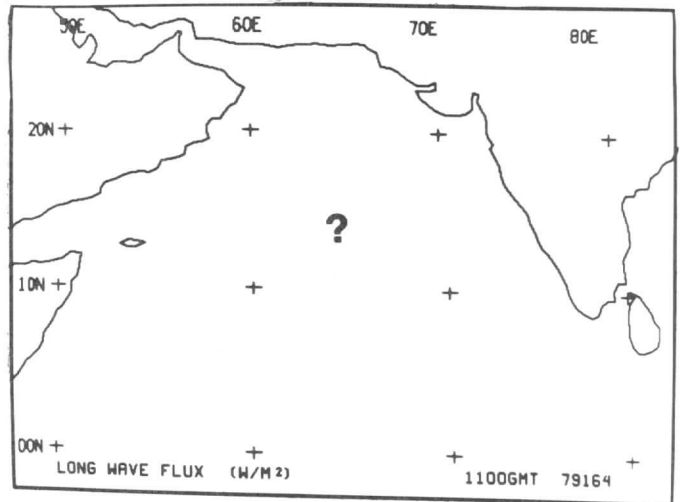 50E 60E 70E 80E
20N
?
10N
00N
LONG WAVE FLUX (W/M²) 1100GMT 79164